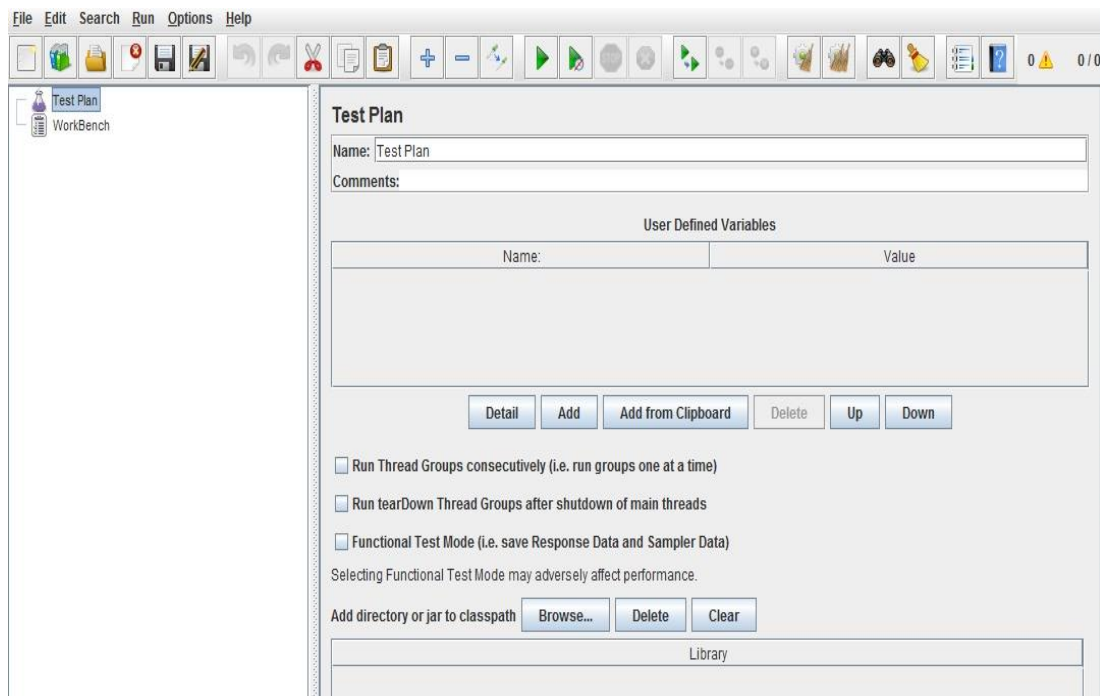 File Edit Search Run Options Help
0 0 / 0
Test Plan
WorkBench
Test Plan
Name: Test Plan
Comments:
User Defined Variables
Name: Value
Detail Add Add from Clipboard Delete Up Down
Run Thread Groups consecutively (i.e. run groups one at a time)
Run tearDown Thread Groups after shutdown of main threads
Functional Test Mode (i.e. save Response Data and Sampler Data)
Selecting Functional Test Mode may adversely affect performance.
Add directory or jar to classpath Browse... Delete Clear
Library